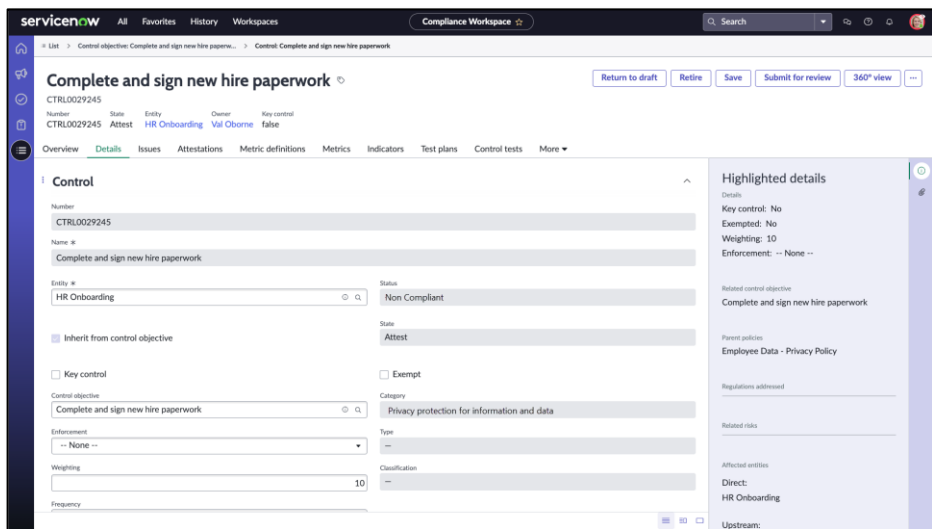 servicenow All Favorites History Workspaces Compliance Workspace ☆ Search
List > Control objective: Complete and sign new hire paperw... > Control: Complete and sign new hire paperwork
Complete and sign new hire paperwork
Return to draft Retire Save Submit for review 360° view ...
CTRL0029245
Number State Entity Owner Key control
CTRL0029245 Attest HR Onboarding Val Oborne false
Overview Details Issues Attestations Metric definitions Metrics Indicators Test plans Control tests More
Control
Number
CTRL0029245
Name *
Complete and sign new hire paperwork
Entity *
HR Onboarding
Status
Non Compliant
Inherit from control objective
State
Attest
Key control
Exempt
Control objective
Complete and sign new hire paperwork
Category
Privacy protection for information and data
Enforcement
-- None --
Type
--
Weighting
10
Classification
--
Frequency
Highlighted details
Details
Key control: No
Exempted: No
Weighting: 10
Enforcement: -- None --
Related control objective
Complete and sign new hire paperwork
Parent policies
Employee Data - Privacy Policy
Regulations addressed
Related risks
Affected entities
Direct:
HR Onboarding
Upstream: